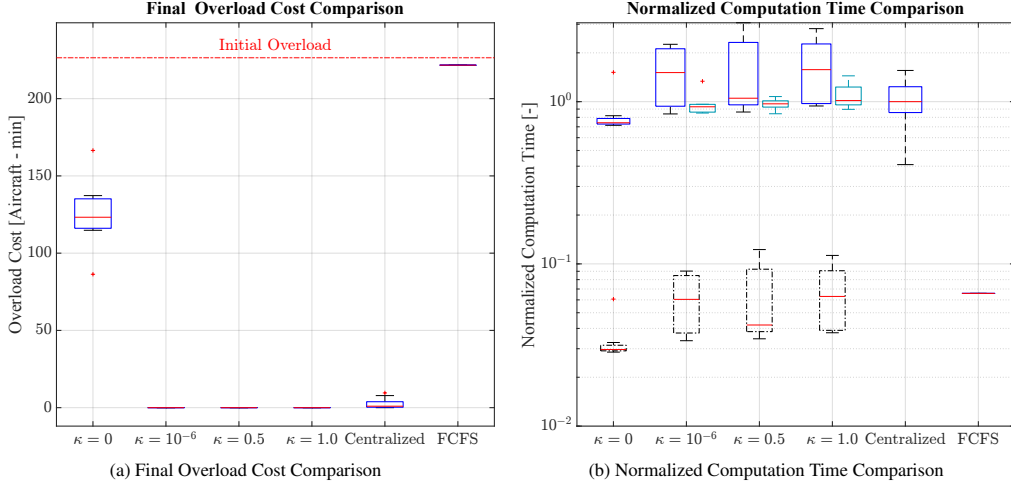 Final Overload Cost Comparison
Initial Overload
Overload Cost [Aircraft - min]
200
150
100
50
0
κ = 0
κ = 10⁻⁶
κ = 0.5
κ = 1.0
Centralized
FCFS
(a) Final Overload Cost Comparison
Normalized Computation Time Comparison
Normalized Computation Time [-]
10⁰
10⁻¹
10⁻²
κ = 0
κ = 10⁻⁶
κ = 0.5
κ = 1.0
Centralized
FCFS
(b) Normalized Computation Time Comparison